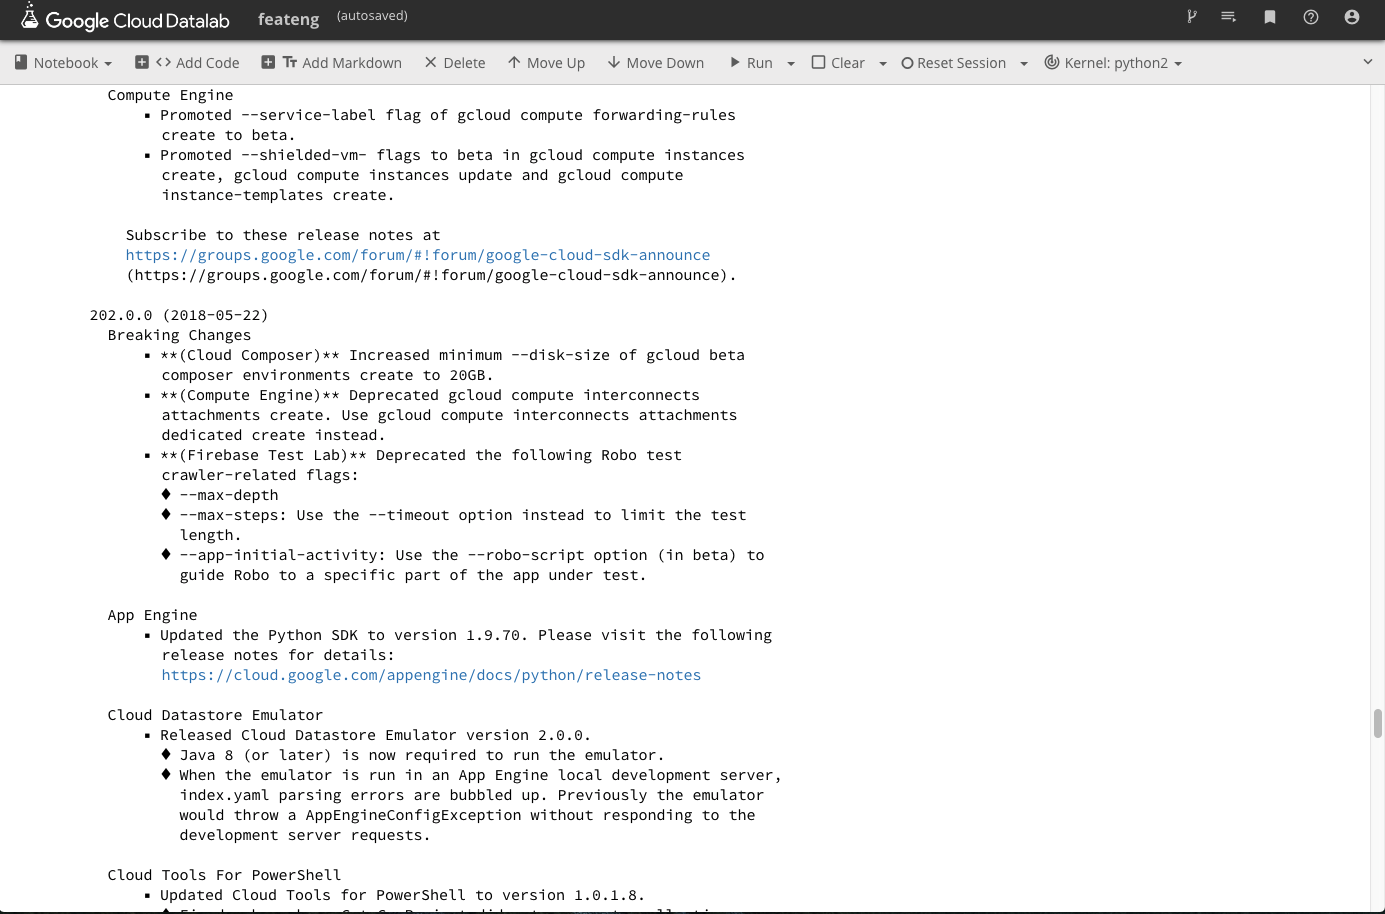 Google Cloud Datalab feateng (autosaved)
Notebook Add Code Add Markdown Delete Move Up Move Down Run Clear Reset Session Kernel: python2
Compute Engine
▪ Promoted --service-label flag of gcloud compute forwarding-rules
create to beta.
▪ Promoted --shielded-vm- flags to beta in gcloud compute instances
create, gcloud compute instances update and gcloud compute
instance-templates create.
Subscribe to these release notes at
https://groups.google.com/forum/#!forum/google-cloud-sdk-announce
(https://groups.google.com/forum/#!forum/google-cloud-sdk-announce).
202.0.0 (2018-05-22)
Breaking Changes
▪ **(Cloud Composer)** Increased minimum --disk-size of gcloud beta
composer environments create to 20GB.
▪ **(Compute Engine)** Deprecated gcloud compute interconnects
attachments create. Use gcloud compute interconnects attachments
dedicated create instead.
▪ **(Firebase Test Lab)** Deprecated the following Robo test
crawler-related flags:
♦ --max-depth
♦ --max-steps: Use the --timeout option instead to limit the test
length.
♦ --app-initial-activity: Use the --robo-script option (in beta) to
guide Robo to a specific part of the app under test.
App Engine
▪ Updated the Python SDK to version 1.9.70. Please visit the following
release notes for details:
https://cloud.google.com/appengine/docs/python/release-notes
Cloud Datastore Emulator
▪ Released Cloud Datastore Emulator version 2.0.0.
♦ Java 8 (or later) is now required to run the emulator.
♦ When the emulator is run in an App Engine local development server,
index.yaml parsing errors are bubbled up. Previously the emulator
would throw a AppEngineConfigException without responding to the
development server requests.
Cloud Tools For PowerShell
▪ Updated Cloud Tools for PowerShell to version 1.0.1.8.